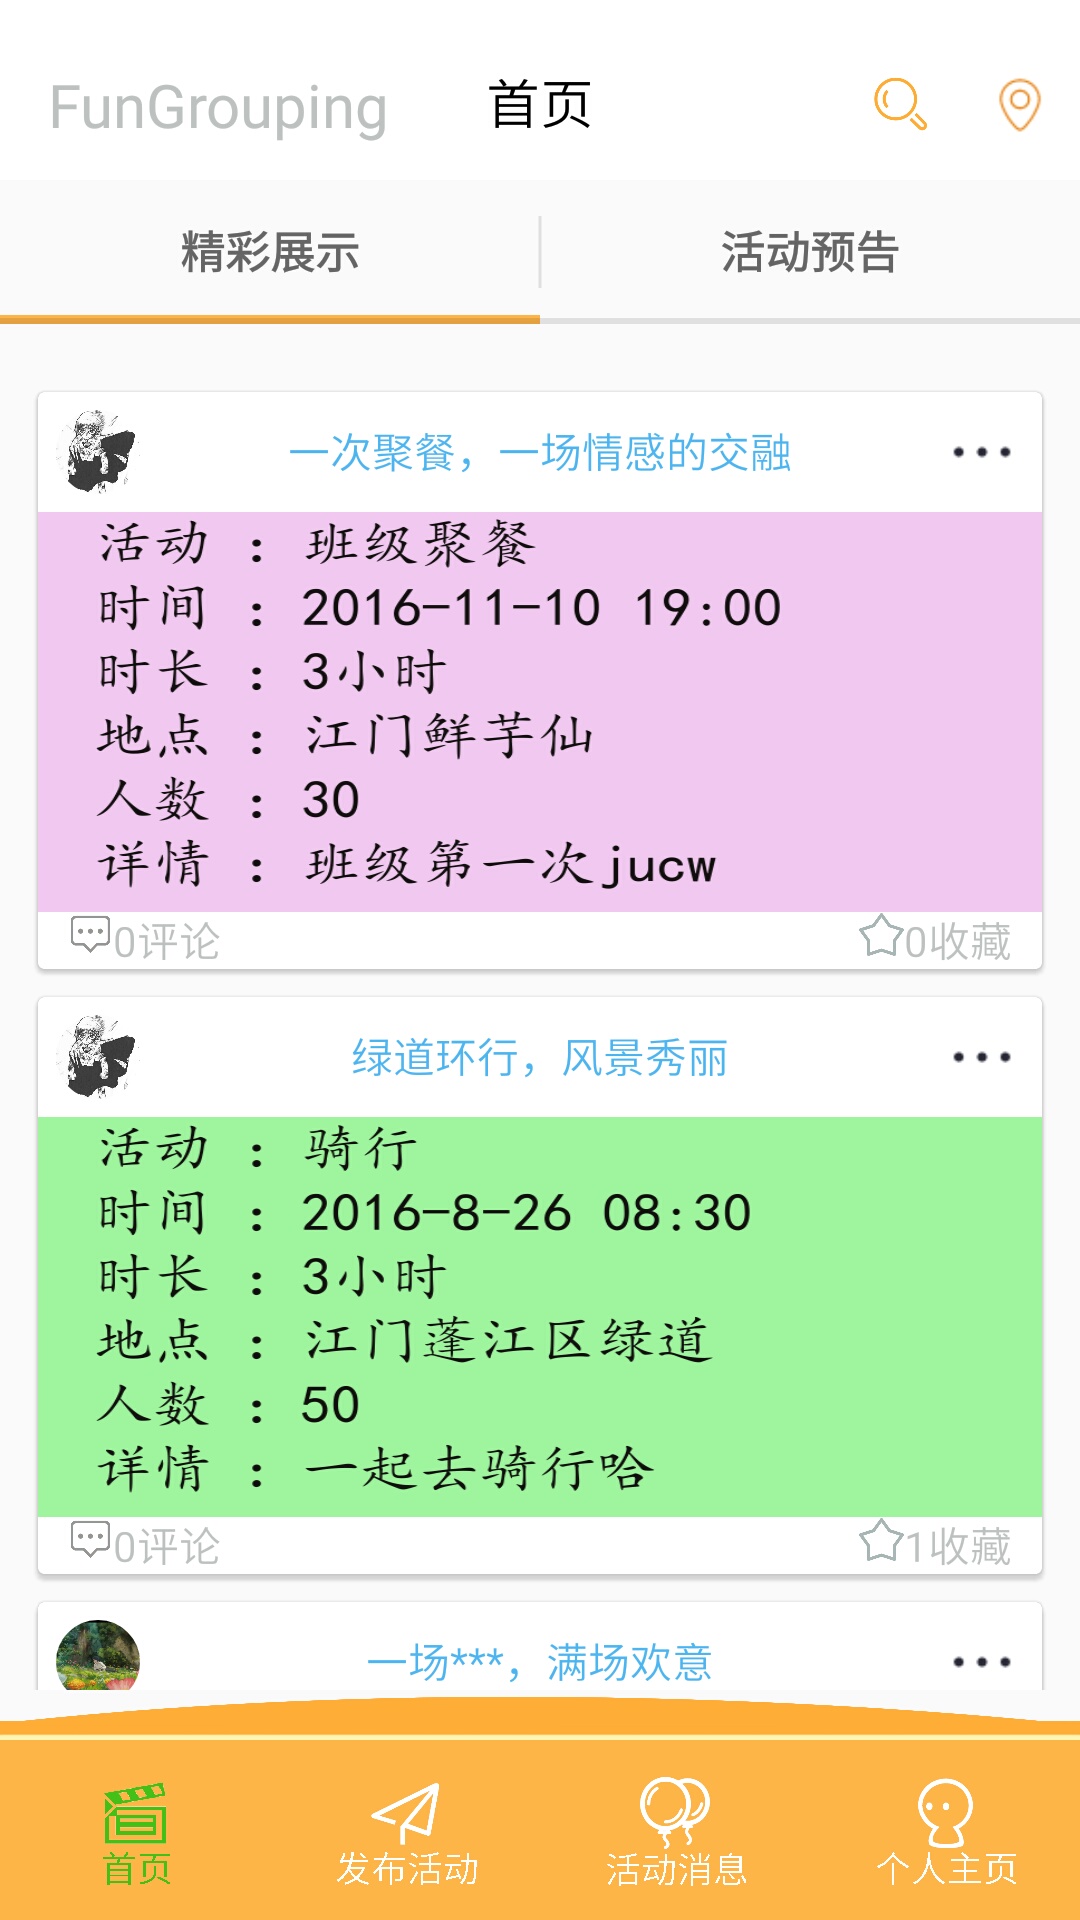 FunGrouping 首页
精彩展示 活动预告
一次聚餐，一场情感的交融
活动 : 班级聚餐
时间 : 2016-11-10 19:00
时长 : 3小时
地点 : 江门鲜芋仙
人数 : 30
详情 : 班级第一次jucw
0评论 0收藏
绿道环行，风景秀丽
活动 : 骑行
时间 : 2016-8-26 08:30
时长 : 3小时
地点 : 江门蓬江区绿道
人数 : 50
详情 : 一起去骑行哈
0评论 1收藏
一场***，满场欢意
首页 发布活动 活动消息 个人主页